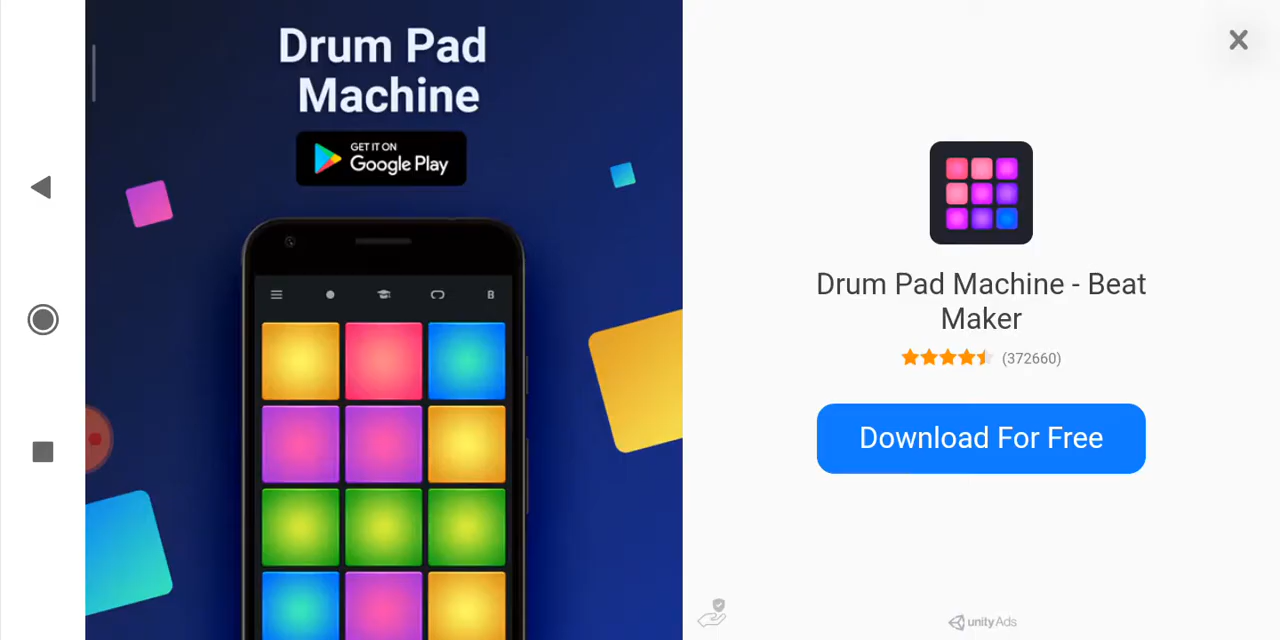 Drum Pad
Machine
GET IT ON
Google Play
B
Drum Pad Machine - Beat
Maker
(372660)
Download For Free
unityAds